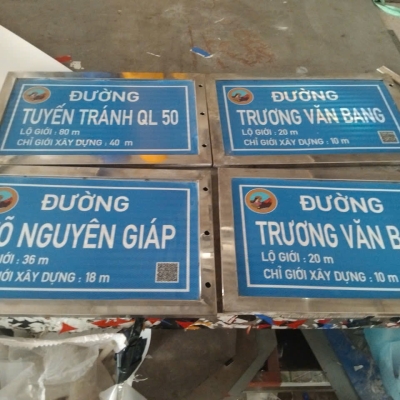 ĐƯỜNG
TUYẾN TRÁNH QL 50
LỘ GIỚI : 80 m
CHỈ GIỚI XÂY DỰNG : 40 m
ĐƯỜNG
TRƯƠNG VĂN BANG
LỘ GIỚI : 20 m
CHỈ GIỚI XÂY DỰNG : 10 m
ĐƯỜNG
Õ NGUYÊN GIÁP
IỚI : 36 m
GIỚI XÂY DỰNG : 18 m
ĐƯỜNG
TRƯƠNG VĂN B
LỘ GIỚI : 20 m
CHỈ GIỚI XÂY DỰNG : 10 m